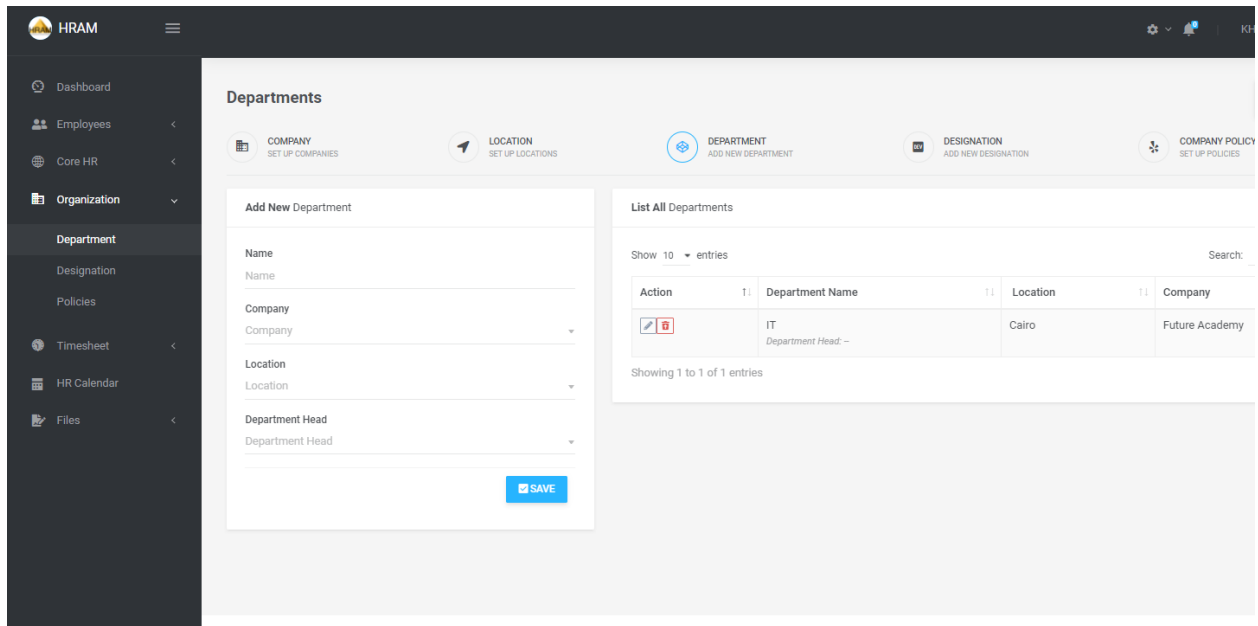 HRAM
HRAM
0
KH
Dashboard
Employees
Core HR
Organization
Department
Designation
Policies
Timesheet
HR Calendar
Files
Departments
COMPANY
SET UP COMPANIES
LOCATION
SET UP LOCATIONS
DEPARTMENT
ADD NEW DEPARTMENT
DEV
DESIGNATION
ADD NEW DESIGNATION
COMPANY POLICY
SET UP POLICIES
Add New Department
Name
Name
Company
Company
Location
Location
Department Head
Department Head
SAVE
List All Departments
Show 10 entries
Search:
Action Department Name Location Company
IT Cairo Future Academy
Department Head: --
Showing 1 to 1 of 1 entries